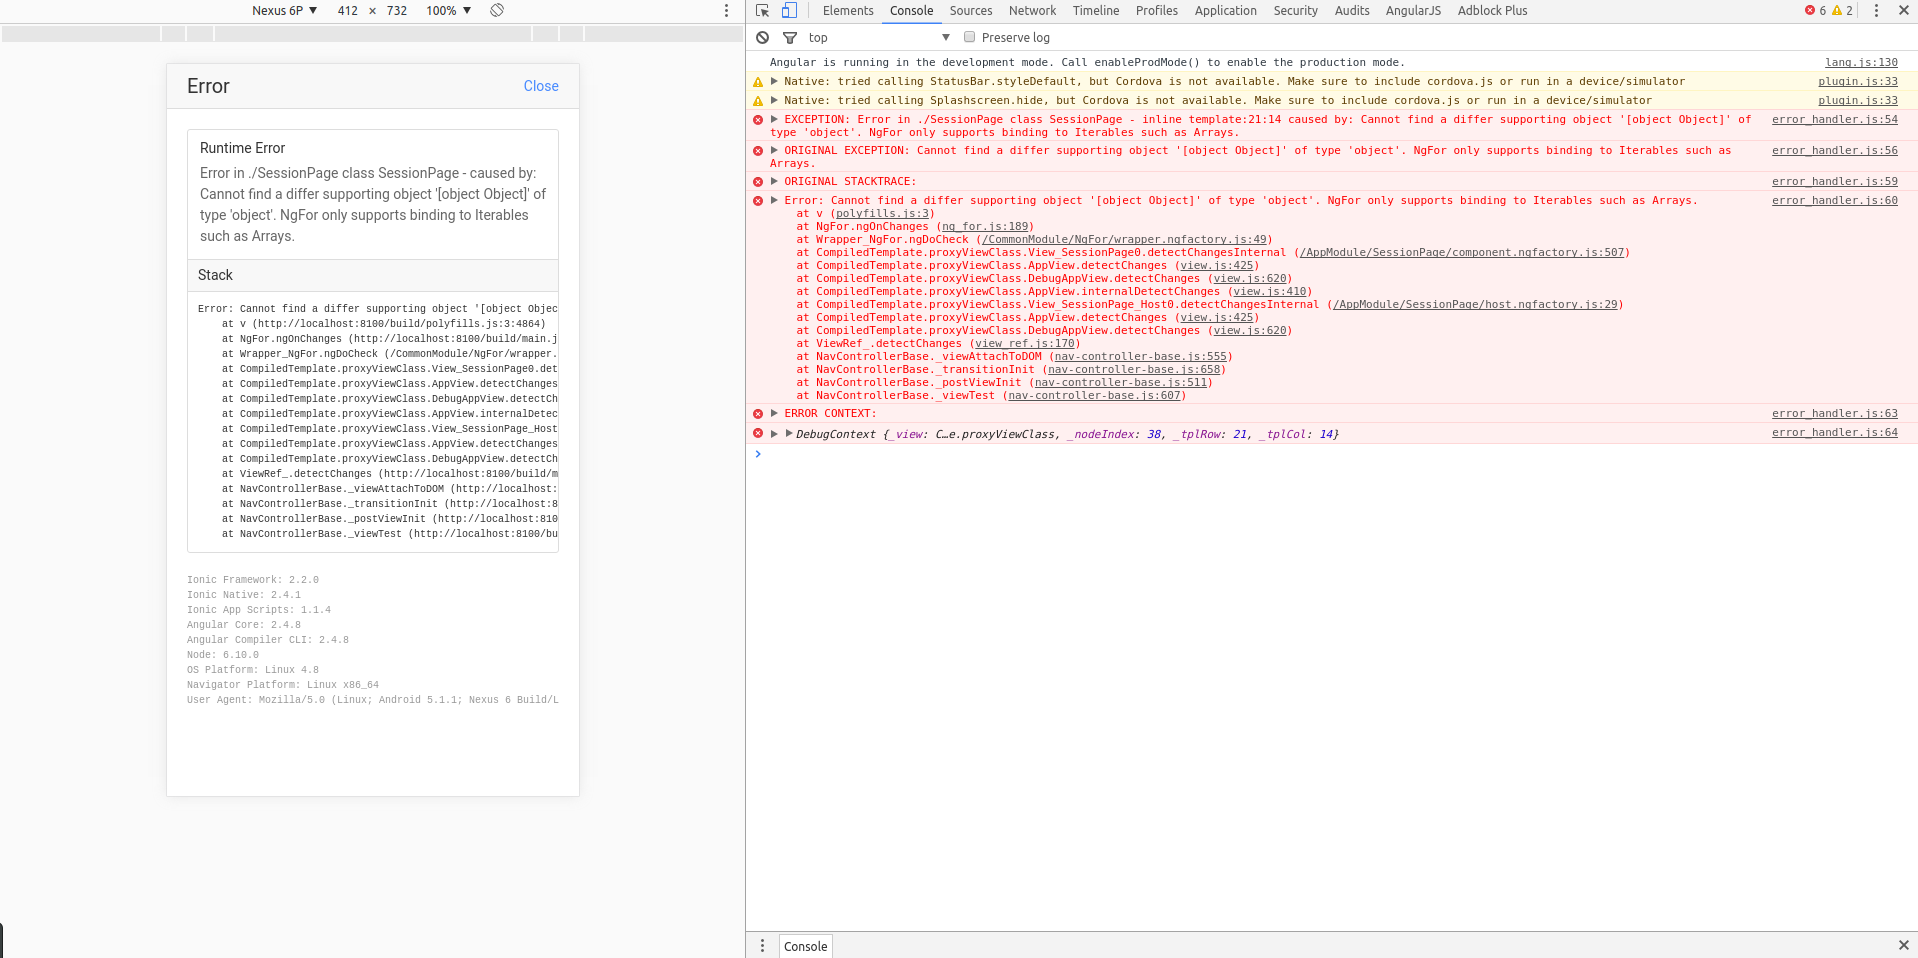 Nexus 6P ▼ 412 × 732 100% ▼
Error Close
Runtime Error
Error in ./SessionPage class SessionPage - caused by:
Cannot find a differ supporting object '[object Object]' of
type 'object'. NgFor only supports binding to Iterables
such as Arrays.
Stack
Error: Cannot find a differ supporting object '[object Objec
at v (http://localhost:8100/build/polyfills.js:3:4864)
at NgFor.ngOnChanges (http://localhost:8100/build/main.j
at Wrapper_NgFor.ngDoCheck (/CommonModule/NgFor/wrapper.
at CompiledTemplate.proxyViewClass.View_SessionPage0.det
at CompiledTemplate.proxyViewClass.AppView.detectChanges
at CompiledTemplate.proxyViewClass.DebugAppView.detectCh
at CompiledTemplate.proxyViewClass.AppView.internalDetec
at CompiledTemplate.proxyViewClass.View_SessionPage_Host
at CompiledTemplate.proxyViewClass.AppView.detectChanges
at CompiledTemplate.proxyViewClass.DebugAppView.detectCh
at ViewRef_.detectChanges (http://localhost:8100/build/m
at NavControllerBase._viewAttachToDOM (http://localhost:
at NavControllerBase._transitionInit (http://localhost:8
at NavControllerBase._postViewInit (http://localhost:810
at NavControllerBase._viewTest (http://localhost:8100/bu
Ionic Framework: 2.2.0
Ionic Native: 2.4.1
Ionic App Scripts: 1.1.4
Angular Core: 2.4.8
Angular Compiler CLI: 2.4.8
Node: 6.10.0
OS Platform: Linux 4.8
Navigator Platform: Linux x86_64
User Agent: Mozilla/5.0 (Linux; Android 5.1.1; Nexus 6 Build/L
Elements Console Sources Network Timeline Profiles Application Security Audits AngularJS Adblock Plus 6 2
top ▼ Preserve log
Angular is running in the development mode. Call enableProdMode() to enable the production mode. lang.js:130
Native: tried calling StatusBar.styleDefault, but Cordova is not available. Make sure to include cordova.js or run in a device/simulator plugin.js:33
Native: tried calling Splashscreen.hide, but Cordova is not available. Make sure to include cordova.js or run in a device/simulator plugin.js:33
EXCEPTION: Error in ./SessionPage class SessionPage - inline template:21:14 caused by: Cannot find a differ supporting object '[object Object]' of error_handler.js:54
type 'object'. NgFor only supports binding to Iterables such as Arrays.
ORIGINAL EXCEPTION: Cannot find a differ supporting object '[object Object]' of type 'object'. NgFor only supports binding to Iterables such as error_handler.js:56
Arrays.
ORIGINAL STACKTRACE: error_handler.js:59
Error: Cannot find a differ supporting object '[object Object]' of type 'object'. NgFor only supports binding to Iterables such as Arrays. error_handler.js:60
at v (polyfills.js:3)
at NgFor.ngOnChanges (ng_for.js:189)
at Wrapper_NgFor.ngDoCheck (/CommonModule/NgFor/wrapper.ngfactory.js:49)
at CompiledTemplate.proxyViewClass.View_SessionPage0.detectChangesInternal (/AppModule/SessionPage/component.ngfactory.js:507)
at CompiledTemplate.proxyViewClass.AppView.detectChanges (view.js:425)
at CompiledTemplate.proxyViewClass.DebugAppView.detectChanges (view.js:620)
at CompiledTemplate.proxyViewClass.AppView.internalDetectChanges (view.js:410)
at CompiledTemplate.proxyViewClass.View_SessionPage_Host0.detectChangesInternal (/AppModule/SessionPage/host.ngfactory.js:29)
at CompiledTemplate.proxyViewClass.AppView.detectChanges (view.js:425)
at CompiledTemplate.proxyViewClass.DebugAppView.detectChanges (view.js:620)
at ViewRef_.detectChanges (view_ref.js:170)
at NavControllerBase._viewAttachToDOM (nav-controller-base.js:555)
at NavControllerBase._transitionInit (nav-controller-base.js:658)
at NavControllerBase._postViewInit (nav-controller-base.js:511)
at NavControllerBase._viewTest (nav-controller-base.js:607)
ERROR CONTEXT: error_handler.js:63
DebugContext {_view: C…e.proxyViewClass, _nodeIndex: 38, _tplRow: 21, _tplCol: 14} error_handler.js:64
Console